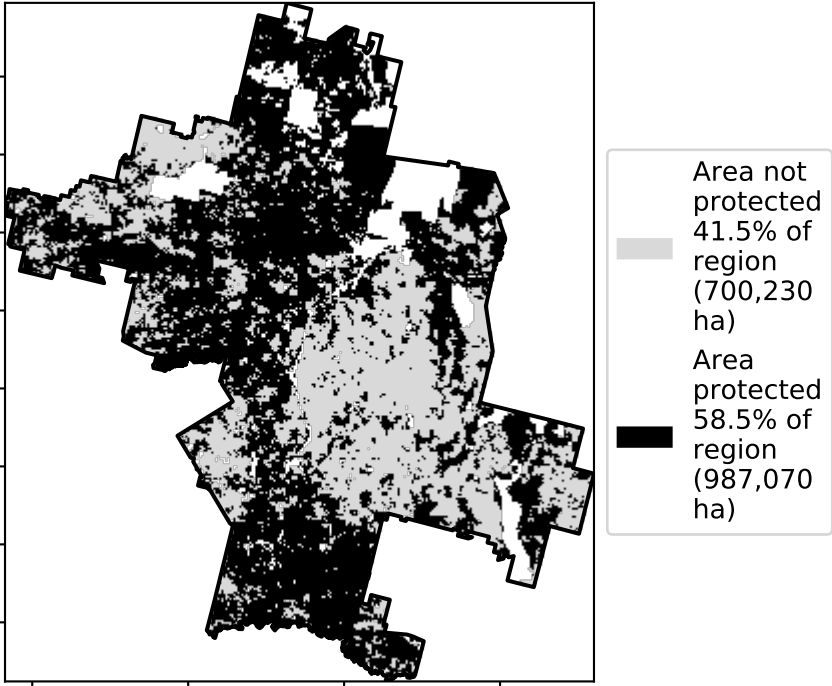 Area not
protected
41.5% of
region
(700,230
ha)
Area
protected
58.5% of
region
(987,070
ha)